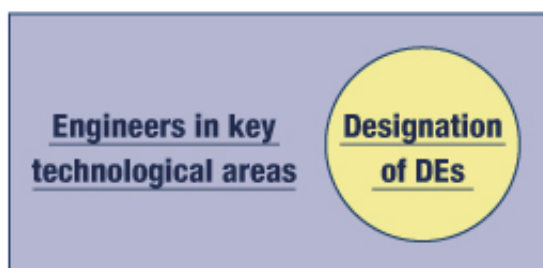 Engineers in key
technological areas
Designation
of DEs